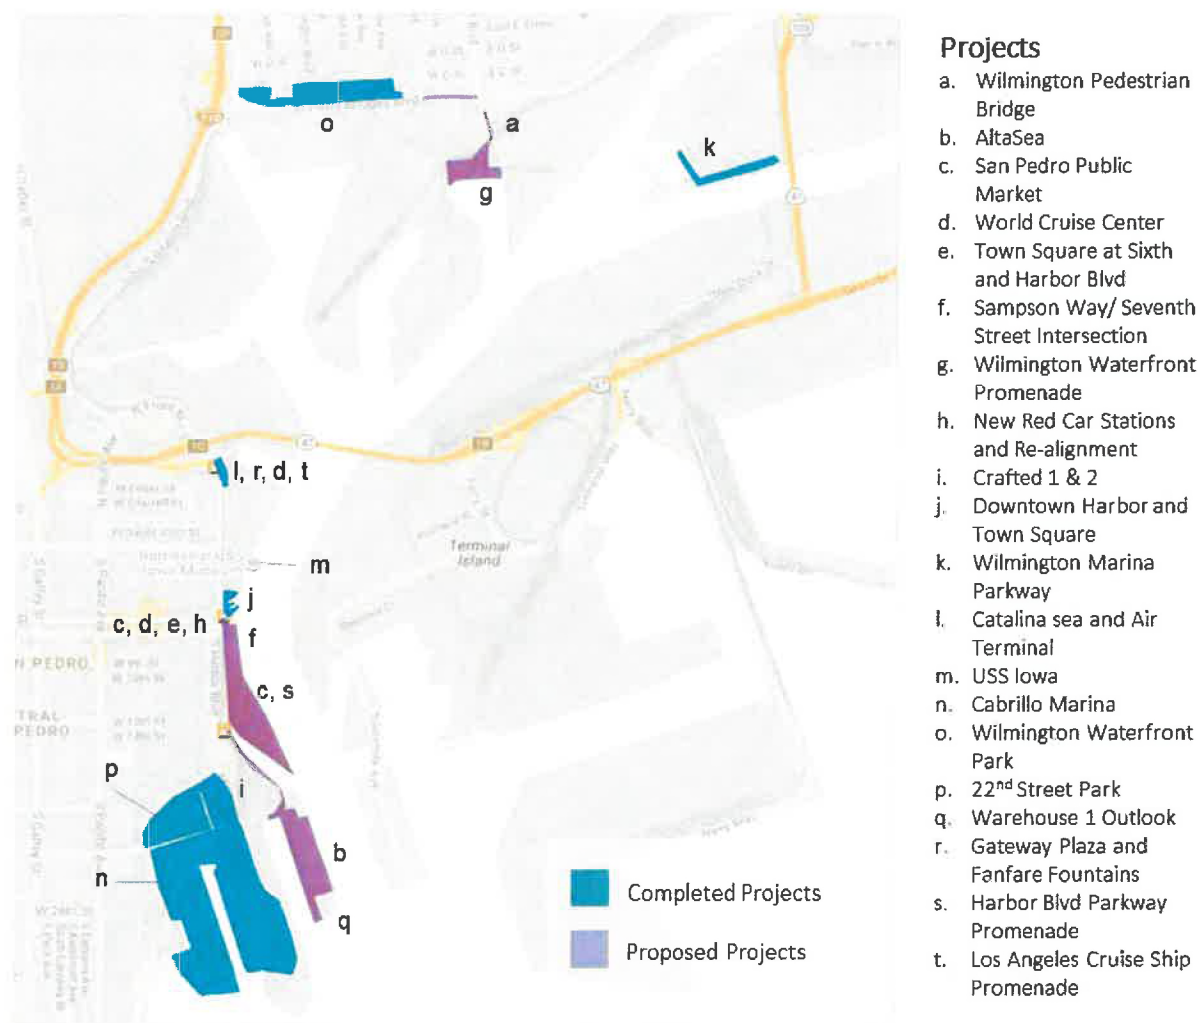 o
a
g
k
l, r, d, t
Terminal
Island
m
j
c, d, e, h
f
N PEDRO
c, s
TRAL
PEDRO
p
i
b
n
q
Completed Projects
Proposed Projects
Projects
a. Wilmington Pedestrian
Bridge
b. AltaSea
c. San Pedro Public
Market
d. World Cruise Center
e. Town Square at Sixth
and Harbor Blvd
f. Sampson Way/ Seventh
Street Intersection
g. Wilmington Waterfront
Promenade
h. New Red Car Stations
and Re-alignment
i. Crafted 1 & 2
j. Downtown Harbor and
Town Square
k. Wilmington Marina
Parkway
l. Catalina sea and Air
Terminal
m. USS Iowa
n. Cabrillo Marina
o. Wilmington Waterfront
Park
p. 22nd Street Park
q. Warehouse 1 Outlook
r. Gateway Plaza and
Fanfare Fountains
s. Harbor Blvd Parkway
Promenade
t. Los Angeles Cruise Ship
Promenade